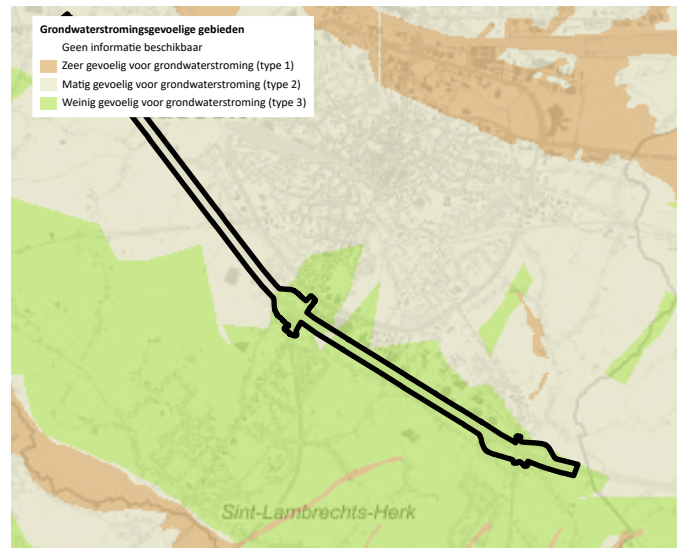 Grondwaterstromingsgevoelige gebieden
Geen informatie beschikbaar
Zeer gevoelig voor grondwaterstroming (type 1)
Matig gevoelig voor grondwaterstroming (type 2)
Weinig gevoelig voor grondwaterstroming (type 3)
Sint-Lambrechts-Herk